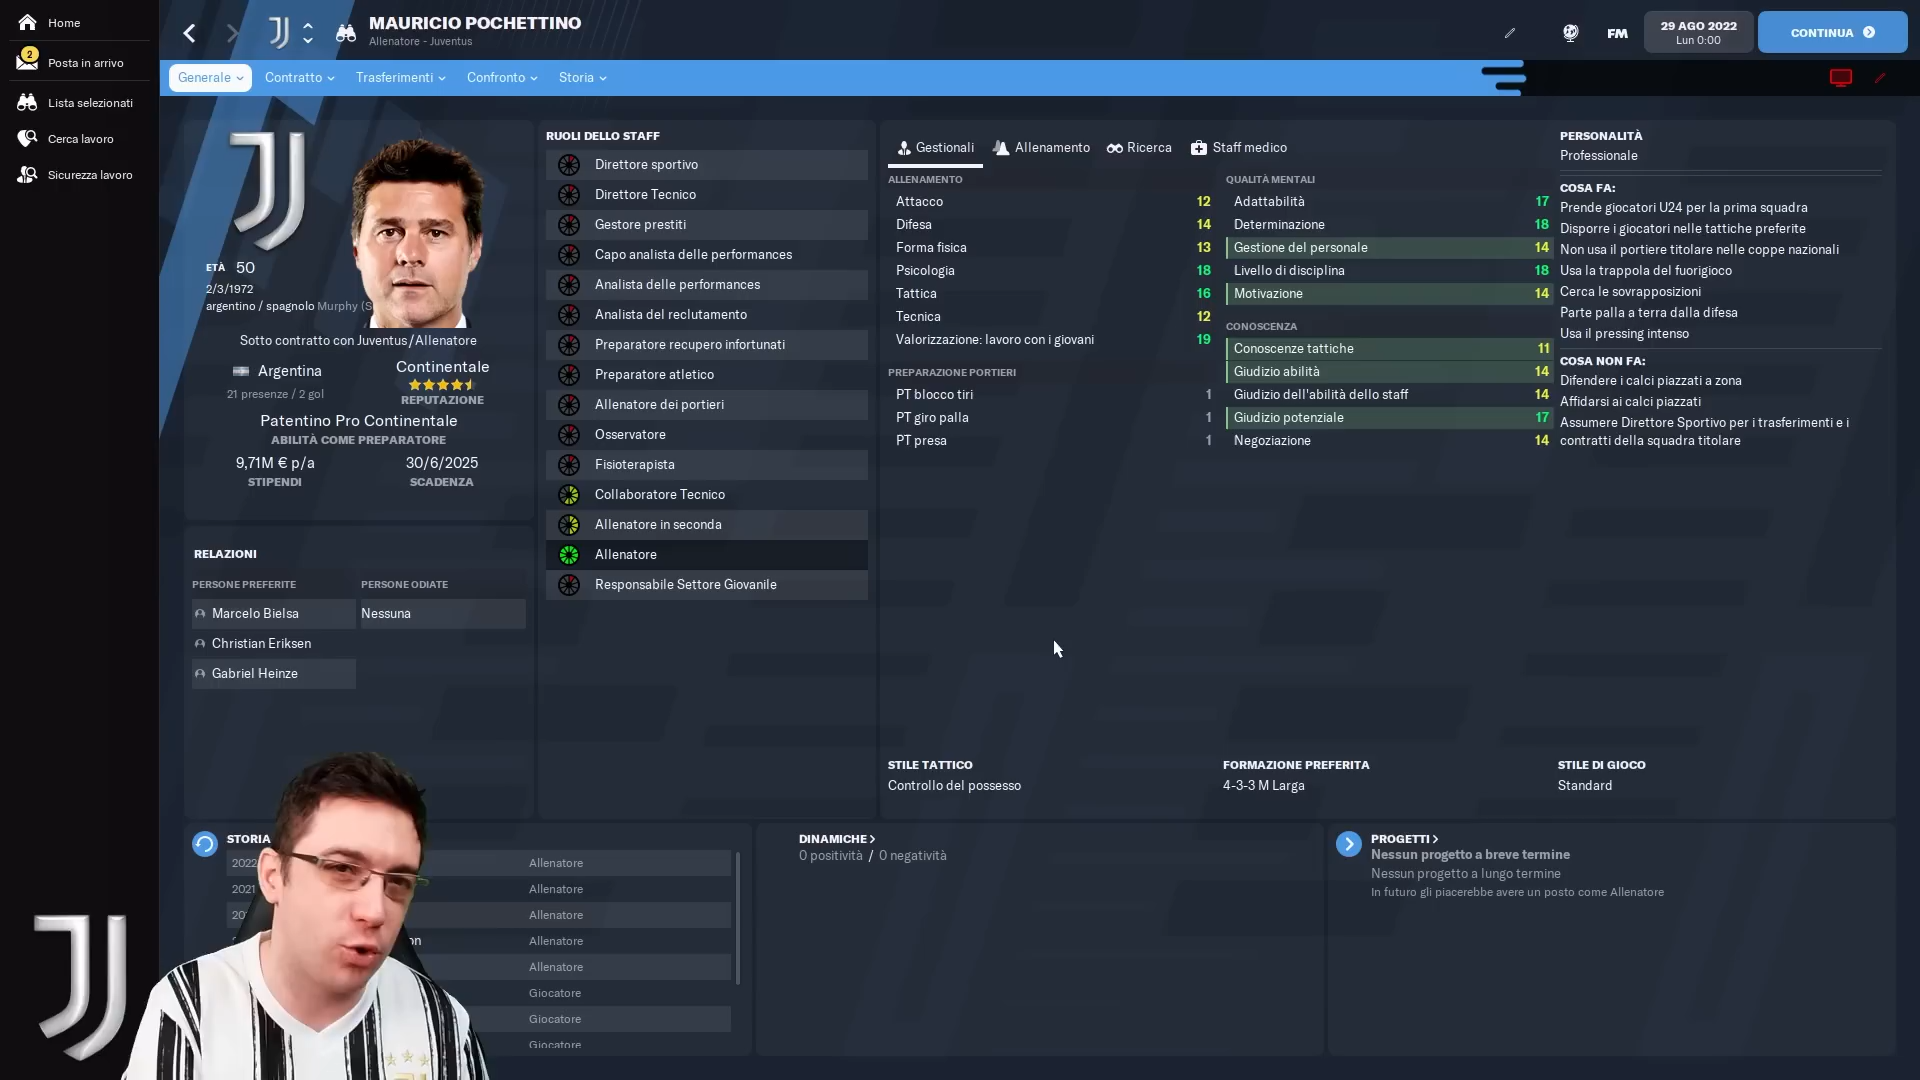 Home
2
Posta in arrivo
Lista selezionati
Cerca lavoro
Sicurezza lavoro
MAURICIO POCHETTINO
Allenatore - Juventus
FM
29 AGO 2022
Lun 0:00
CONTINUA
Generale
Contratto
Trasferimenti
Confronto
Storia
ETÀ 50
2/3/1972
argentino / spagnolo Murphy (S
Sotto contratto con Juventus/Allenatore
Argentina
21 presenze / 2 gol
Continentale
REPUTAZIONE
Patentino Pro Continentale
ABILITÀ COME PREPARATORE
9,71M € p/a
STIPENDI
30/6/2025
SCADENZA
RELAZIONI
PERSONE PREFERITE
PERSONE ODIATE
Marcelo Bielsa
Nessuna
Christian Eriksen
Gabriel Heinze
RUOLI DELLO STAFF
Direttore sportivo
Direttore Tecnico
Gestore prestiti
Capo analista delle performances
Analista delle performances
Analista del reclutamento
Preparatore recupero infortunati
Preparatore atletico
Allenatore dei portieri
Osservatore
Fisioterapista
Collaboratore Tecnico
Allenatore in seconda
Allenatore
Responsabile Settore Giovanile
Gestionali
Allenamento
Ricerca
Staff medico
ALLENAMENTO
Attacco 12
Difesa 14
Forma fisica 13
Psicologia 18
Tattica 16
Tecnica 12
Valorizzazione: lavoro con i giovani 19
PREPARAZIONE PORTIERI
PT blocco tiri 1
PT giro palla 1
PT presa 1
QUALITÀ MENTALI
Adattabilità 17
Determinazione 18
Gestione del personale 14
Livello di disciplina 18
Motivazione 14
CONOSCENZA
Conoscenze tattiche 11
Giudizio abilità 14
Giudizio dell'abilità dello staff 14
Giudizio potenziale 17
Negoziazione 14
PERSONALITÀ
Professionale
COSA FA:
Prende giocatori U24 per la prima squadra
Disporre i giocatori nelle tattiche preferite
Non usa il portiere titolare nelle coppe nazionali
Usa la trappola del fuorigioco
Cerca le sovrapposizioni
Parte palla a terra dalla difesa
Usa il pressing intenso
COSA NON FA:
Difendere i calci piazzati a zona
Affidarsi ai calci piazzati
Assumere Direttore Sportivo per i trasferimenti e i
contratti della squadra titolare
STILE TATTICO
Controllo del possesso
FORMAZIONE PREFERITA
4-3-3 M Larga
STILE DI GIOCO
Standard
STORIA
2022 Allenatore
2021 Allenatore
20 Allenatore
on Allenatore
Allenatore
Giocatore
Giocatore
Giocatore
DINAMICHE
0 positività / 0 negatività
PROGETTI
Nessun progetto a breve termine
Nessun progetto a lungo termine
In futuro gli piacerebbe avere un posto come Allenatore